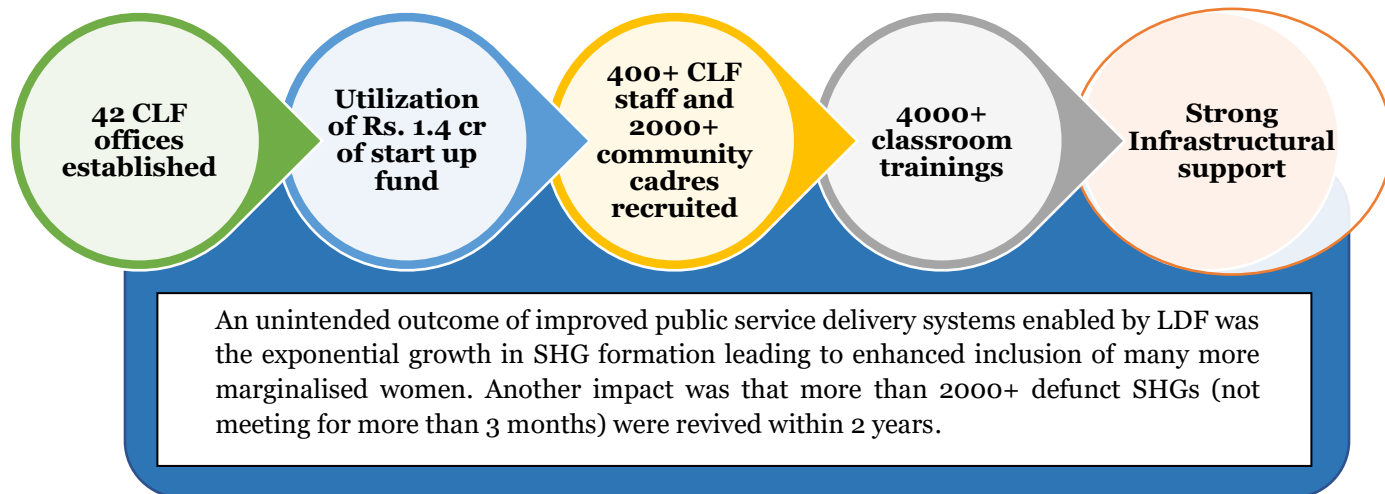 42 CLF
offices
established
Utilization
of Rs. 1.4 cr
of start up
fund
400+ CLF
staff and
2000+
community
cadres
recruited
4000+
classroom
trainings
Strong
Infrastructural
support
An unintended outcome of improved public service delivery systems enabled by LDF was
the exponential growth in SHG formation leading to enhanced inclusion of many more
marginalised women. Another impact was that more than 2000+ defunct SHGs (not
meeting for more than 3 months) were revived within 2 years.